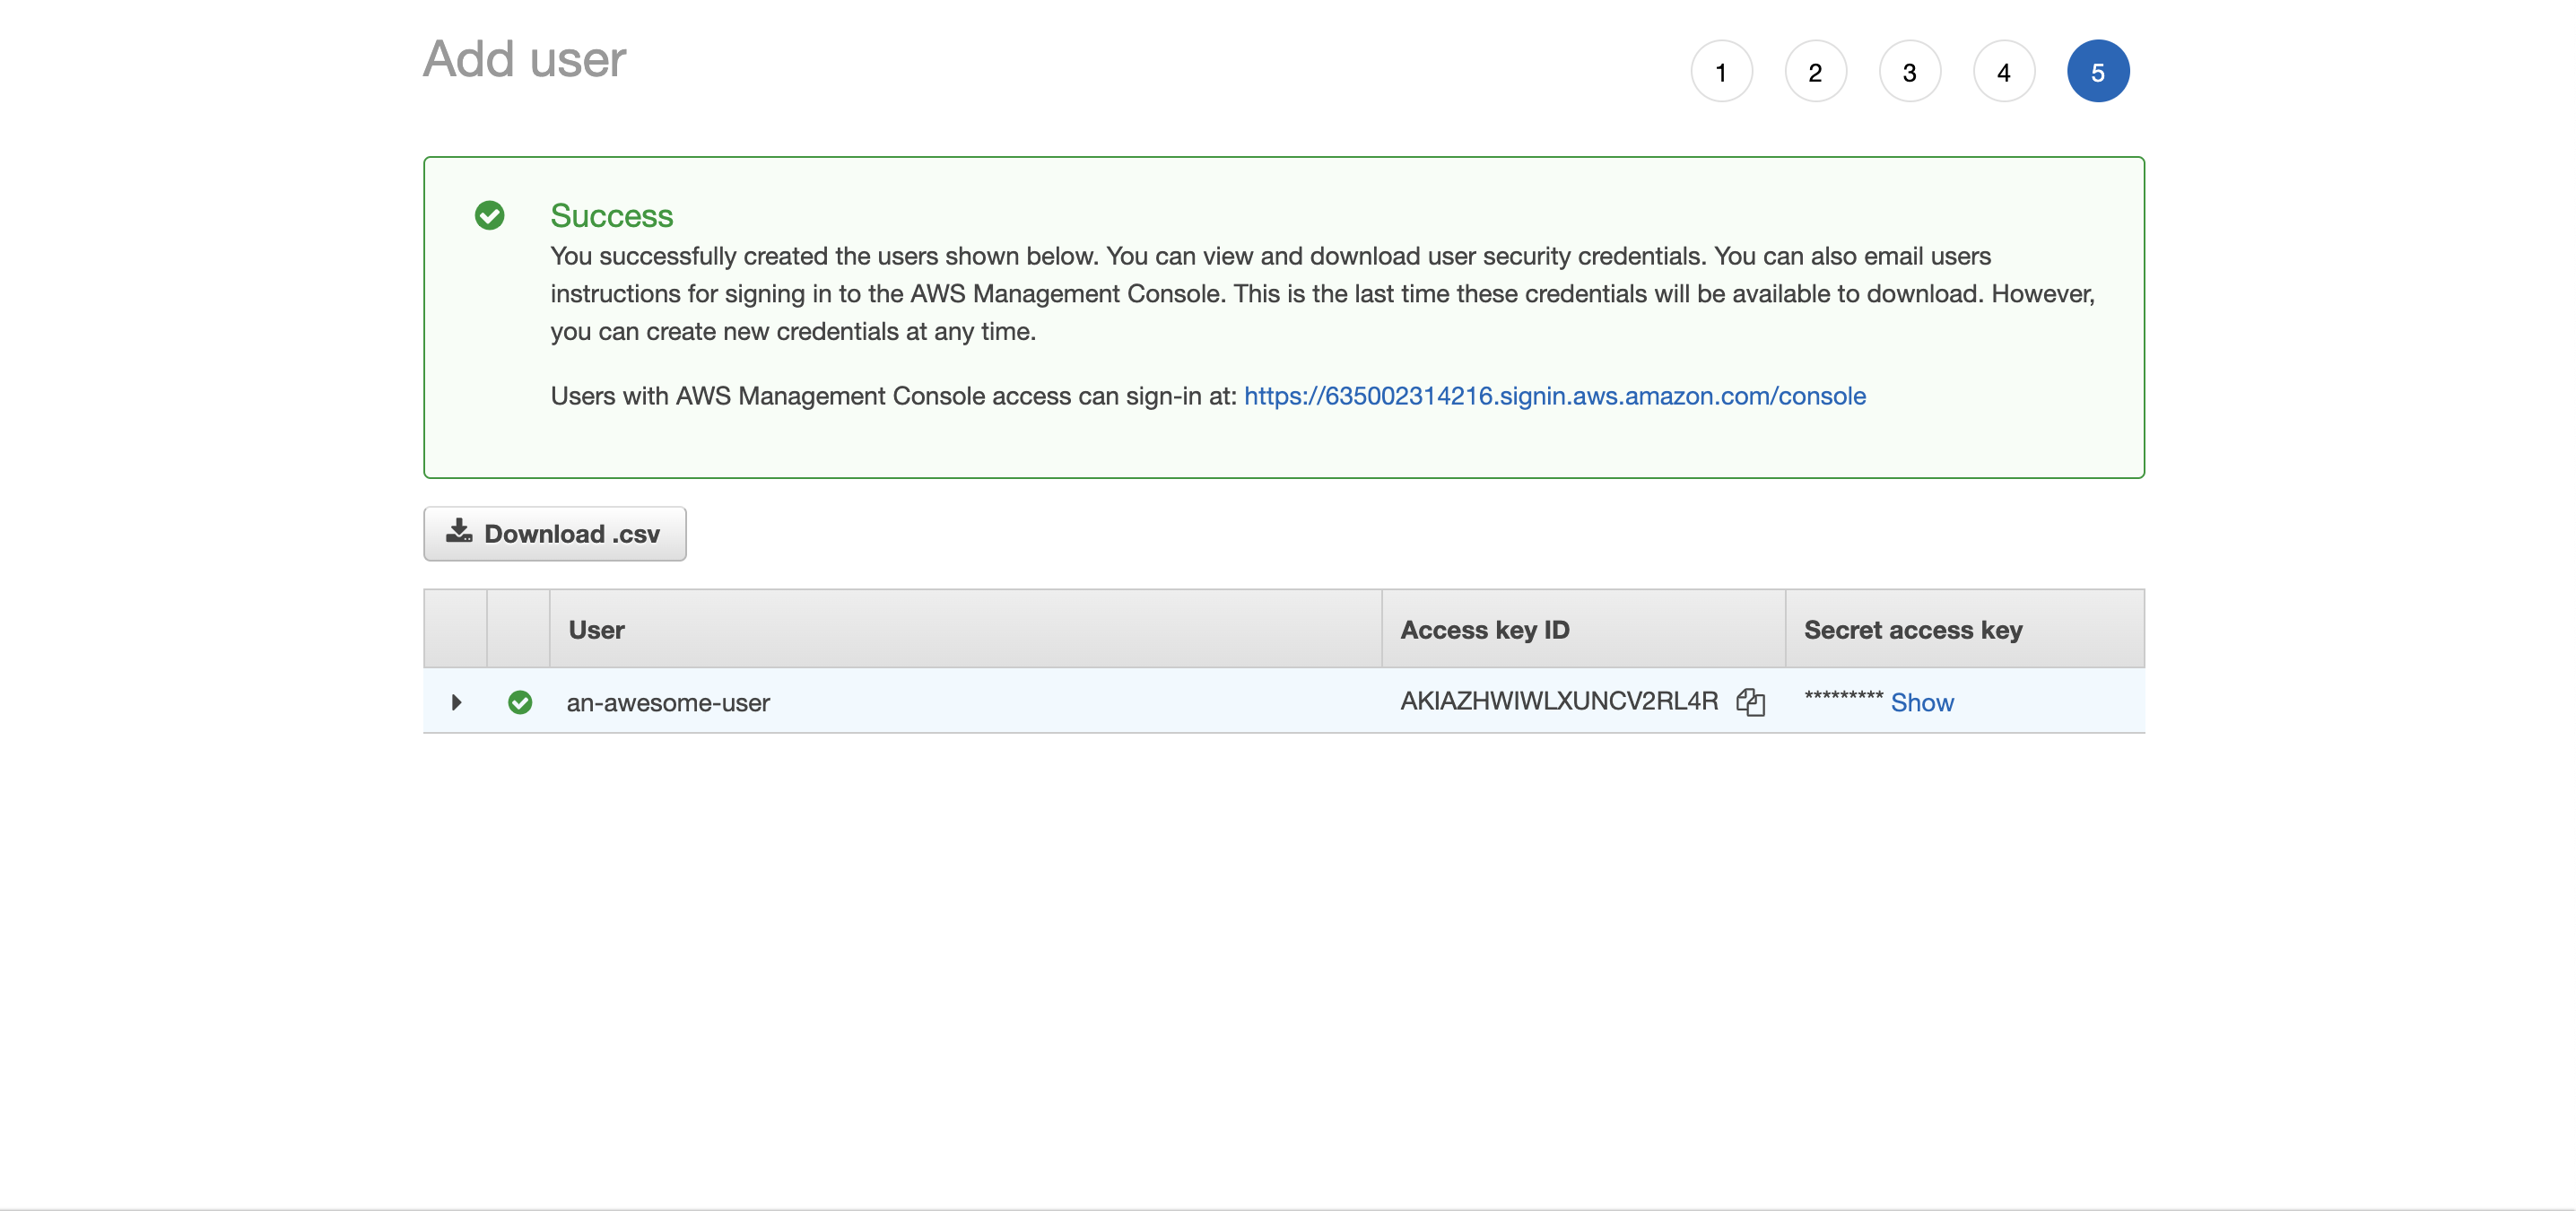 Add user
1 2 3 4 5
Success
You successfully created the users shown below. You can view and download user security credentials. You can also email users
instructions for signing in to the AWS Management Console. This is the last time these credentials will be available to download. However,
you can create new credentials at any time.
Users with AWS Management Console access can sign-in at: https://635002314216.signin.aws.amazon.com/console
Download .csv
User Access key ID Secret access key
an-awesome-user AKIAZHWIWLXUNCV2RL4R ********* Show